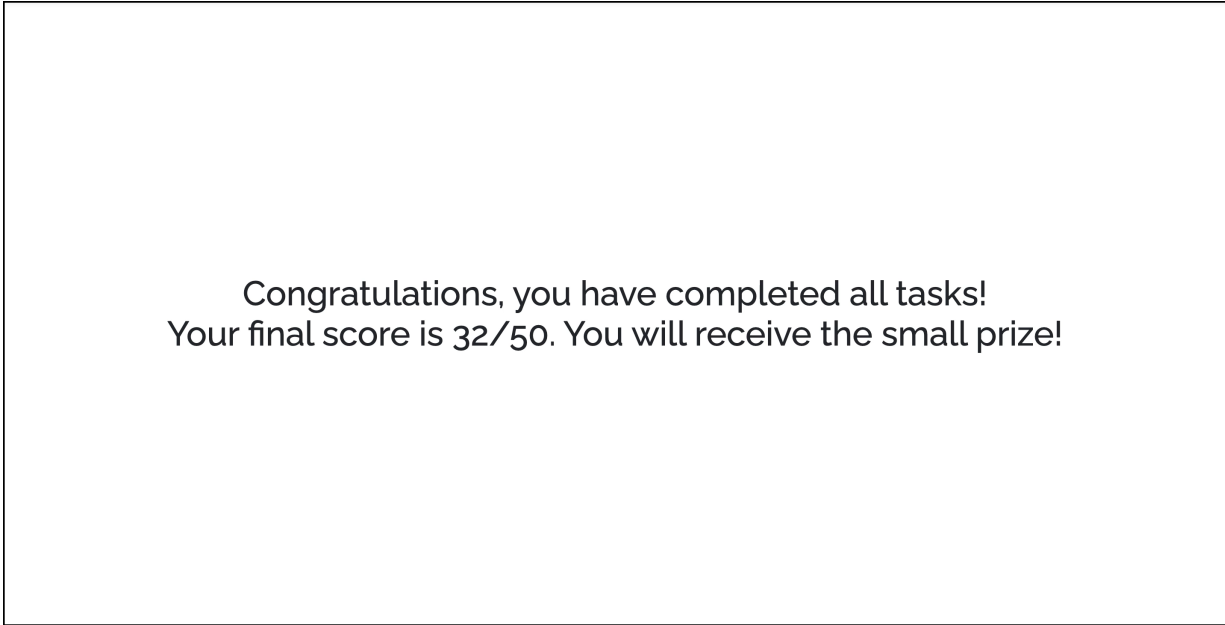 Congratulations, you have completed all tasks!
Your final score is 32/50. You will receive the small prize!